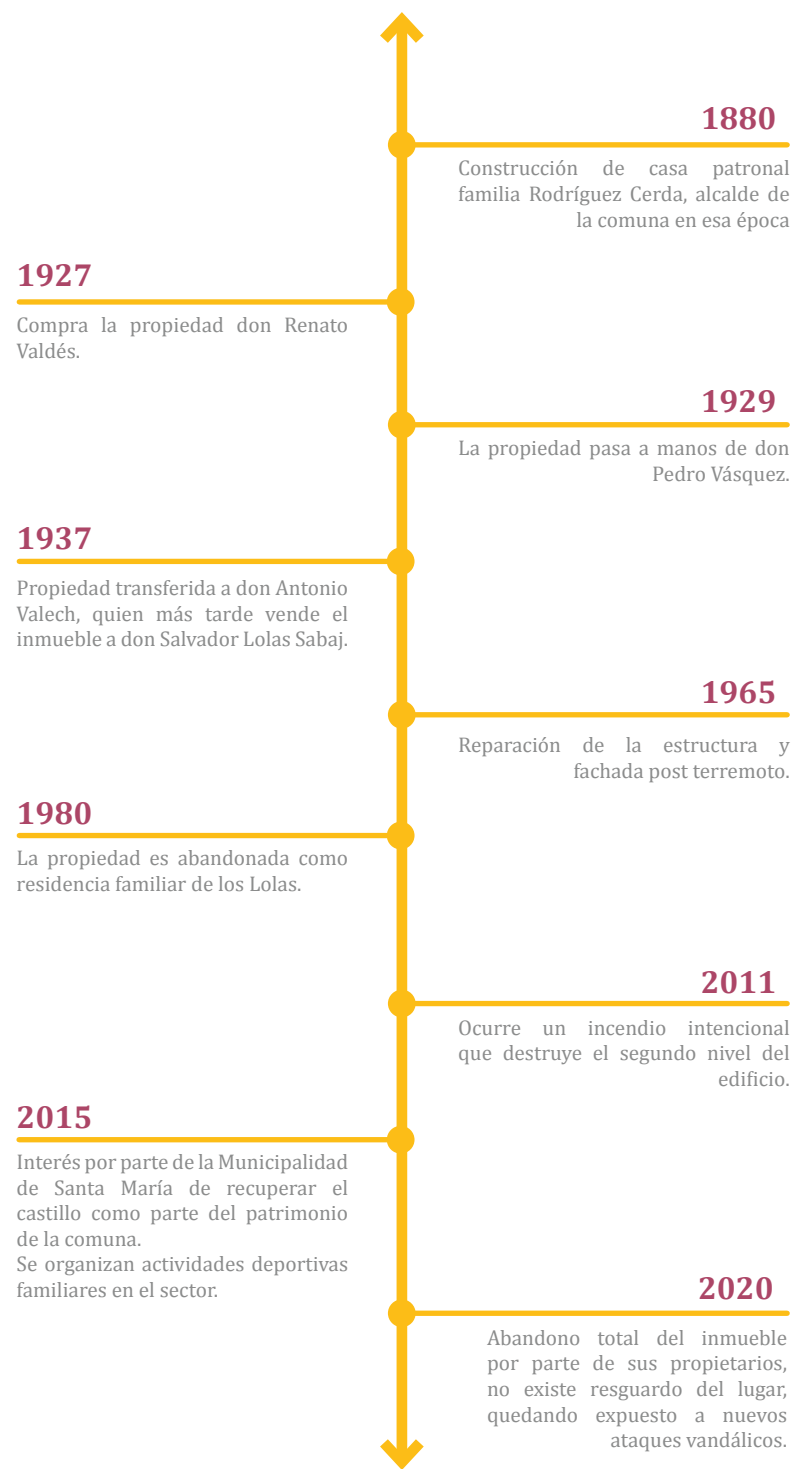 1880
Construcción de casa patronal
familia Rodríguez Cerda, alcalde de
la comuna en esa época
1927
Compra la propiedad don Renato
Valdés.
1929
La propiedad pasa a manos de don
Pedro Vásquez.
1937
Propiedad transferida a don Antonio
Valech, quien más tarde vende el
inmueble a don Salvador Lolas Sabaj.
1965
Reparación de la estructura y
fachada post terremoto.
1980
La propiedad es abandonada como
residencia familiar de los Lolas.
2011
Ocurre un incendio intencional
que destruye el segundo nivel del
edificio.
2015
Interés por parte de la Municipalidad
de Santa María de recuperar el
castillo como parte del patrimonio
de la comuna.
Se organizan actividades deportivas
familiares en el sector.
2020
Abandono total del inmueble
por parte de sus propietarios,
no existe resguardo del lugar,
quedando expuesto a nuevos
ataques vandálicos.